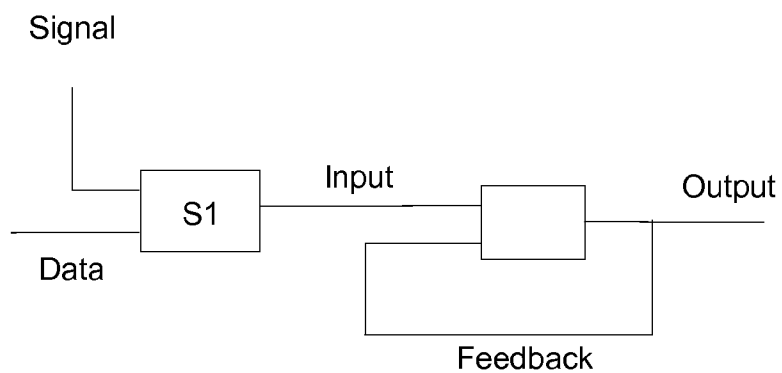 Signal
Input
Output
S1
Data
Feedback